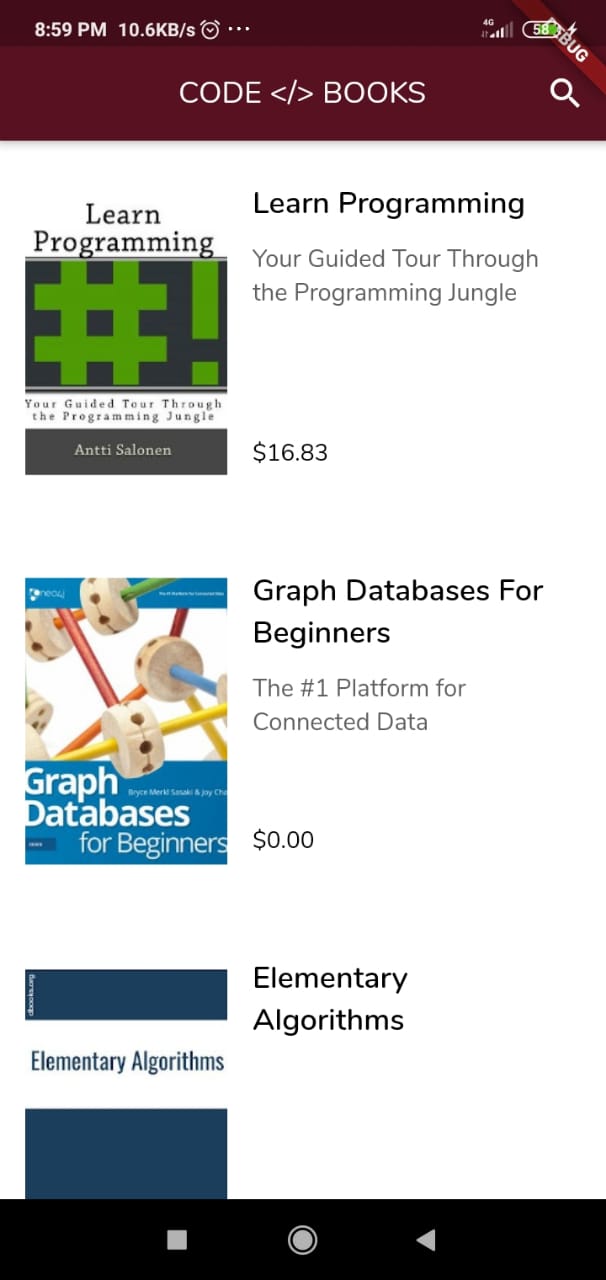 8:59 PM 10.6KB/s
4G
58
DEBUG
CODE </> BOOKS
Learn
Programming
#!
Your Guided Tour Through
the Programming Jungle
Antti Salonen
Learn Programming
Your Guided Tour Through
the Programming Jungle
$16.83
neo4j
The #1 Platform for Connected Data
Graph
Bryce Merkl Sasaki & Joy Cha
Databases
for Beginners
Graph Databases For
Beginners
The #1 Platform for
Connected Data
$0.00
dbooks.org
Elementary Algorithms
Elementary
Algorithms